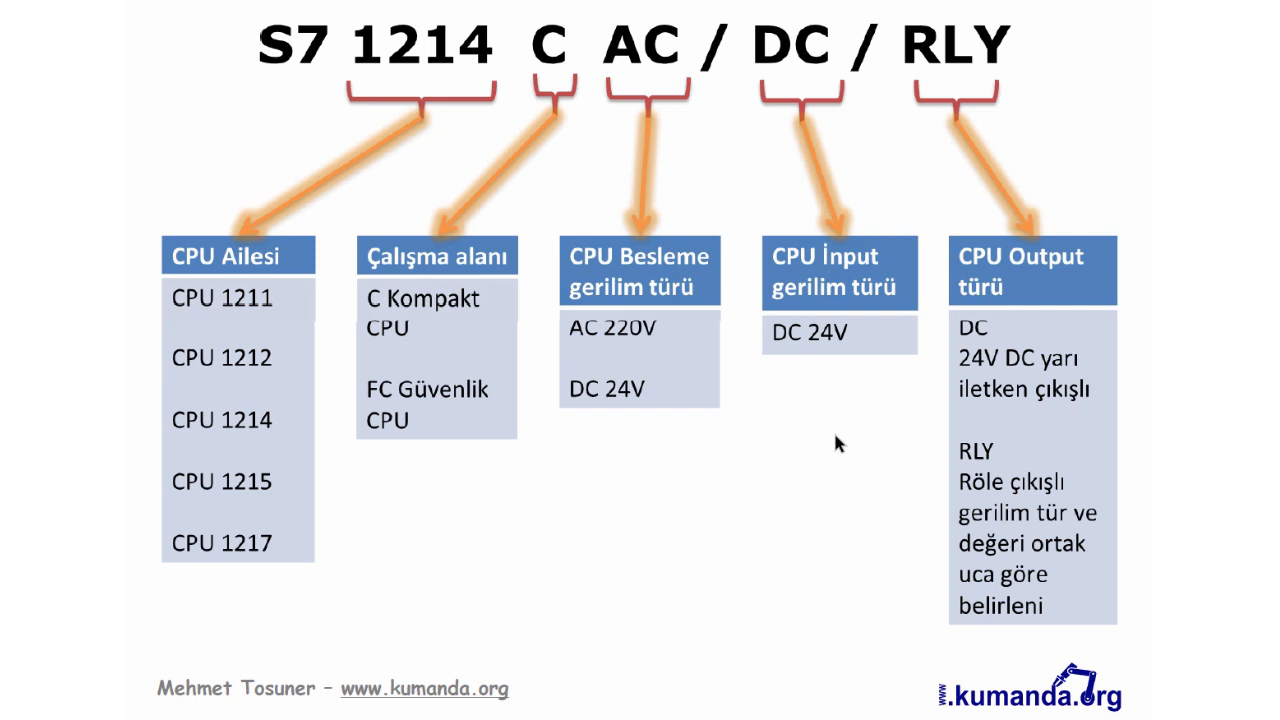 S7 1214 C AC / DC / RLY
CPU Ailesi
CPU 1211
CPU 1212
CPU 1214
CPU 1215
CPU 1217
Çalışma alanı
C Kompakt
CPU
FC Güvenlik
CPU
CPU Besleme
gerilim türü
AC 220V
DC 24V
CPU İnput
gerilim türü
DC 24V
CPU Output
türü
DC
24V DC yarı
iletken çıkışlı
RLY
Röle çıkışlı
gerilim tür ve
değeri ortak
uca göre
belirleni
Mehmet Tosuner – www.kumanda.org
www.kumanda.org